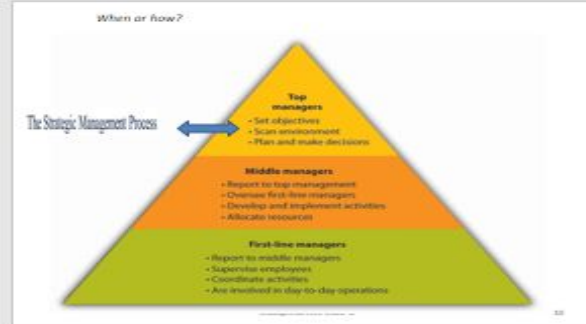 When or how?
Top
managers
- Set objectives
- Scan environment
- Plan and make decisions
The Strategic Management Process
Middle managers
- Report to top management
- Oversee first-line managers
- Develop and implement activities
- Allocate resources
First-line managers
- Report to middle managers
- Supervise employees
- Coordinate activities
- Are involved in day-to-day operations